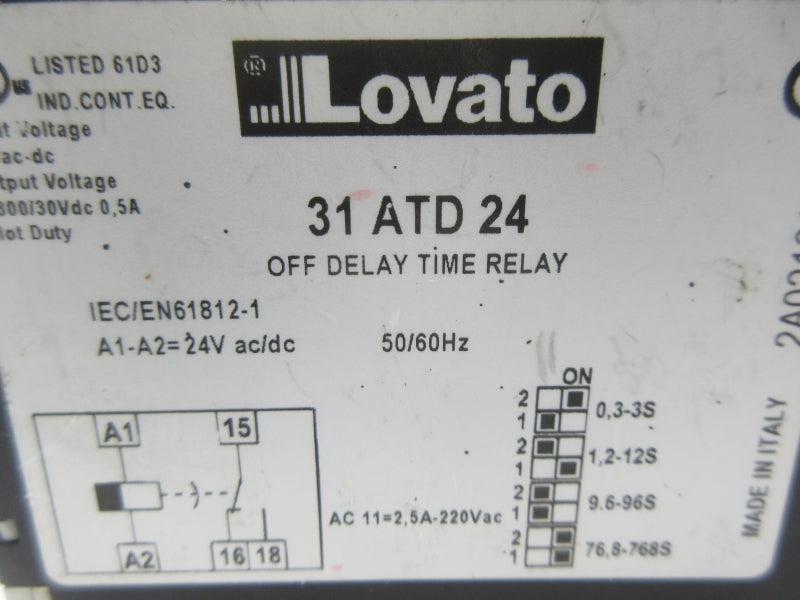 LISTED 61D3
IND.CONT.EQ.
Voltage
ac-dc
Voltage
300/30Vdc 0,5A
Duty
®
Lovato
31 ATD 24
OFF DELAY TIME RELAY
IEC/EN61812-1
A1-A2=24V ac/dc 50/60Hz
ON
2
1 0,3-3S
2
1 1,2-12S
2
1 9.6-96S
2
1 76,8-768S
A1 15
A2 16 18
AC 11=2,5A-220Vac
MADE IN ITALY